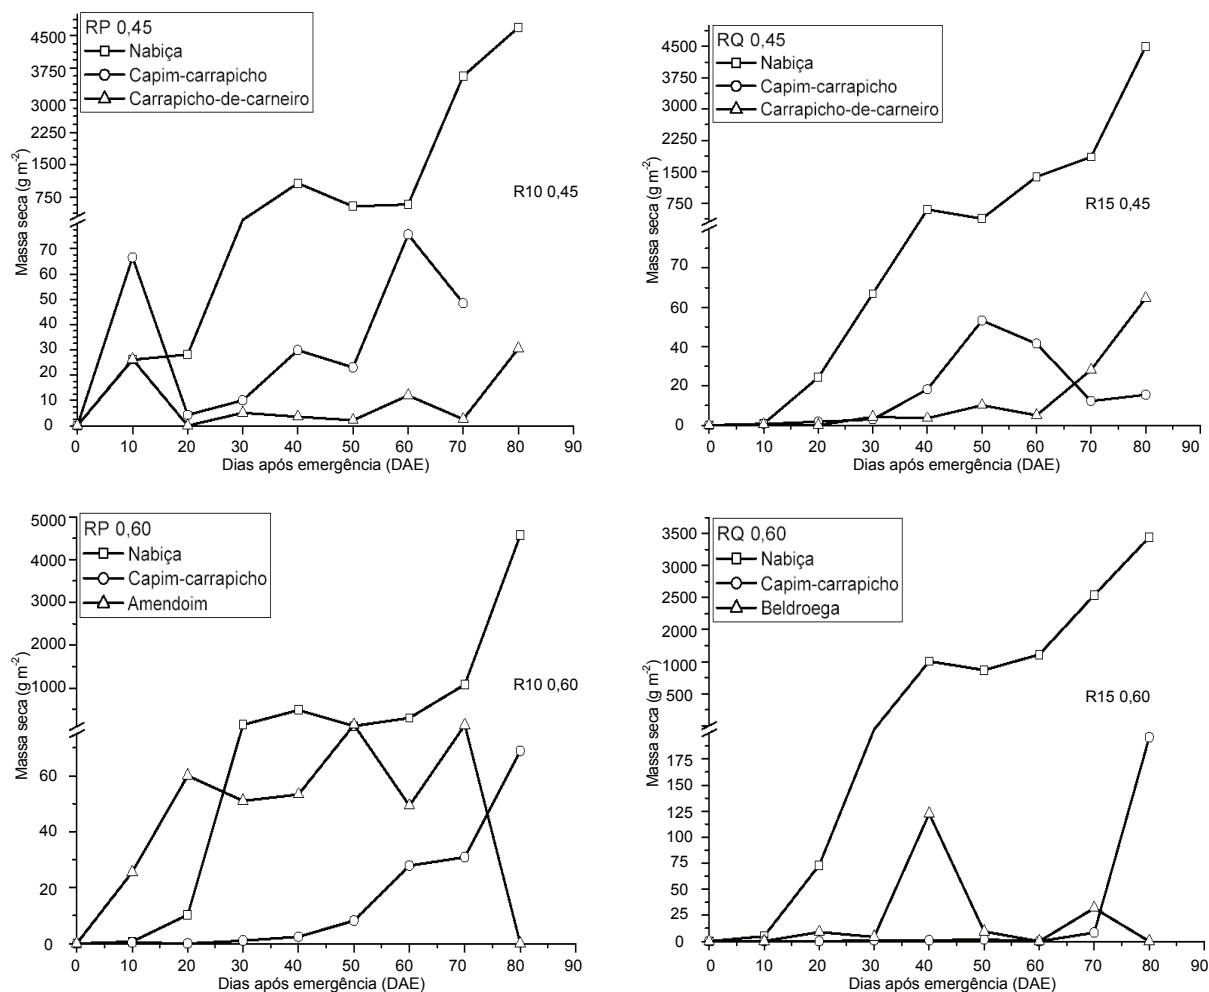 RP 0,45
Nabiça
Capim-carrapicho
Carrapicho-de-carneiro
R10 0,45
Massa seca (g m⁻²)
4500
3750
3000
2250
1500
750
70
60
50
40
30
20
10
0
0 10 20 30 40 50 60 70 80 90
Dias após emergência (DAE)
RQ 0,45
Nabiça
Capim-carrapicho
Carrapicho-de-carneiro
R15 0,45
Massa seca (g m⁻²)
4500
3750
3000
2250
1500
750
70
60
40
20
0
0 10 20 30 40 50 60 70 80 90
Dias após emergência (DAE)
RP 0,60
Nabiça
Capim-carrapicho
Amendoim
R10 0,60
Massa seca (g m⁻²)
5000
4000
3000
2000
1000
60
40
20
0
0 10 20 30 40 50 60 70 80 90
Dias após emergência (DAE)
RQ 0,60
Nabiça
Capim-carrapicho
Beldroega
R15 0,60
Massa seca (g m⁻²)
3500
3000
2500
2000
1000
500
175
125
100
75
50
25
0
0 10 20 30 40 50 60 70 80 90
Dias após emergência (DAE)